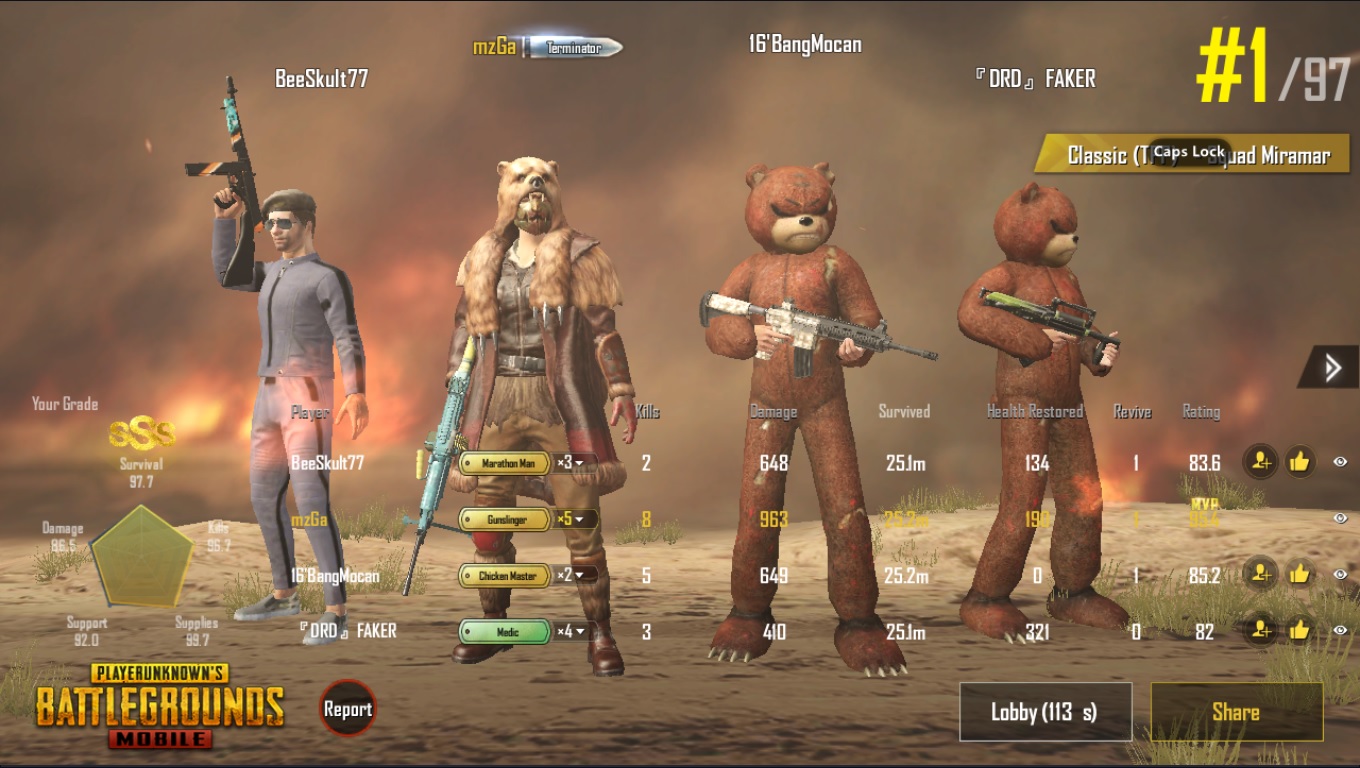 #1/97
mzGa Terminator
16'BangMocan
BeeSkult77
『DRD』 FAKER
Caps Lock
Classic Squad Miramar
Your Grade
SSS
Survival
97.7
Damage
86.5
Kills
96.7
Support
92.0
Supplies
99.7
Player Kills Damage Survived Health Restored Revive Rating
BeeSkult77 Marathon Man ×3 2 648 25.1m 134 1 83.6
MVP
mzGa Gunslinger ×5 8 963 25.2m 1
16'BangMocan Chicken Master ×2 5 649 25.2m 0 1 85.2
『DRD』 FAKER Medic ×4 3 410 25.1m 321 0 82
PLAYERUNKNOWN'S
BATTLEGROUNDS
MOBILE
Report
Lobby (113 s)
Share